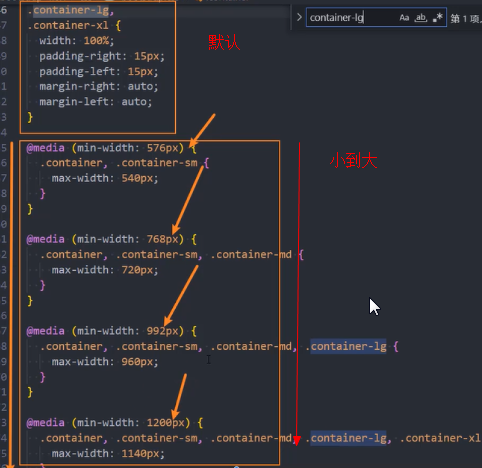 6 .container-lg, > container-lg Aa ab, .* 第 1 项,
7 .container-xl {
8 width: 100%; 默认
9 padding-right: 15px;
0 padding-left: 15px;
1 margin-right: auto;
2 margin-left: auto;
3 }
4
5 @media (min-width: 576px) {
6 .container, .container-sm { 小到大
7 max-width: 540px;
8 }
9 }
0
1 @media (min-width: 768px) {
2 .container, .container-sm, .container-md {
3 max-width: 720px;
4 }
5 }
6
7 @media (min-width: 992px) {
8 .container, .container-sm, .container-md, .container-lg {
9 max-width: 960px;
0 }
1 }
2
3 @media (min-width: 1200px) {
4 .container, .container-sm, .container-md, .container-lg, .container-xl
5 max-width: 1140px;